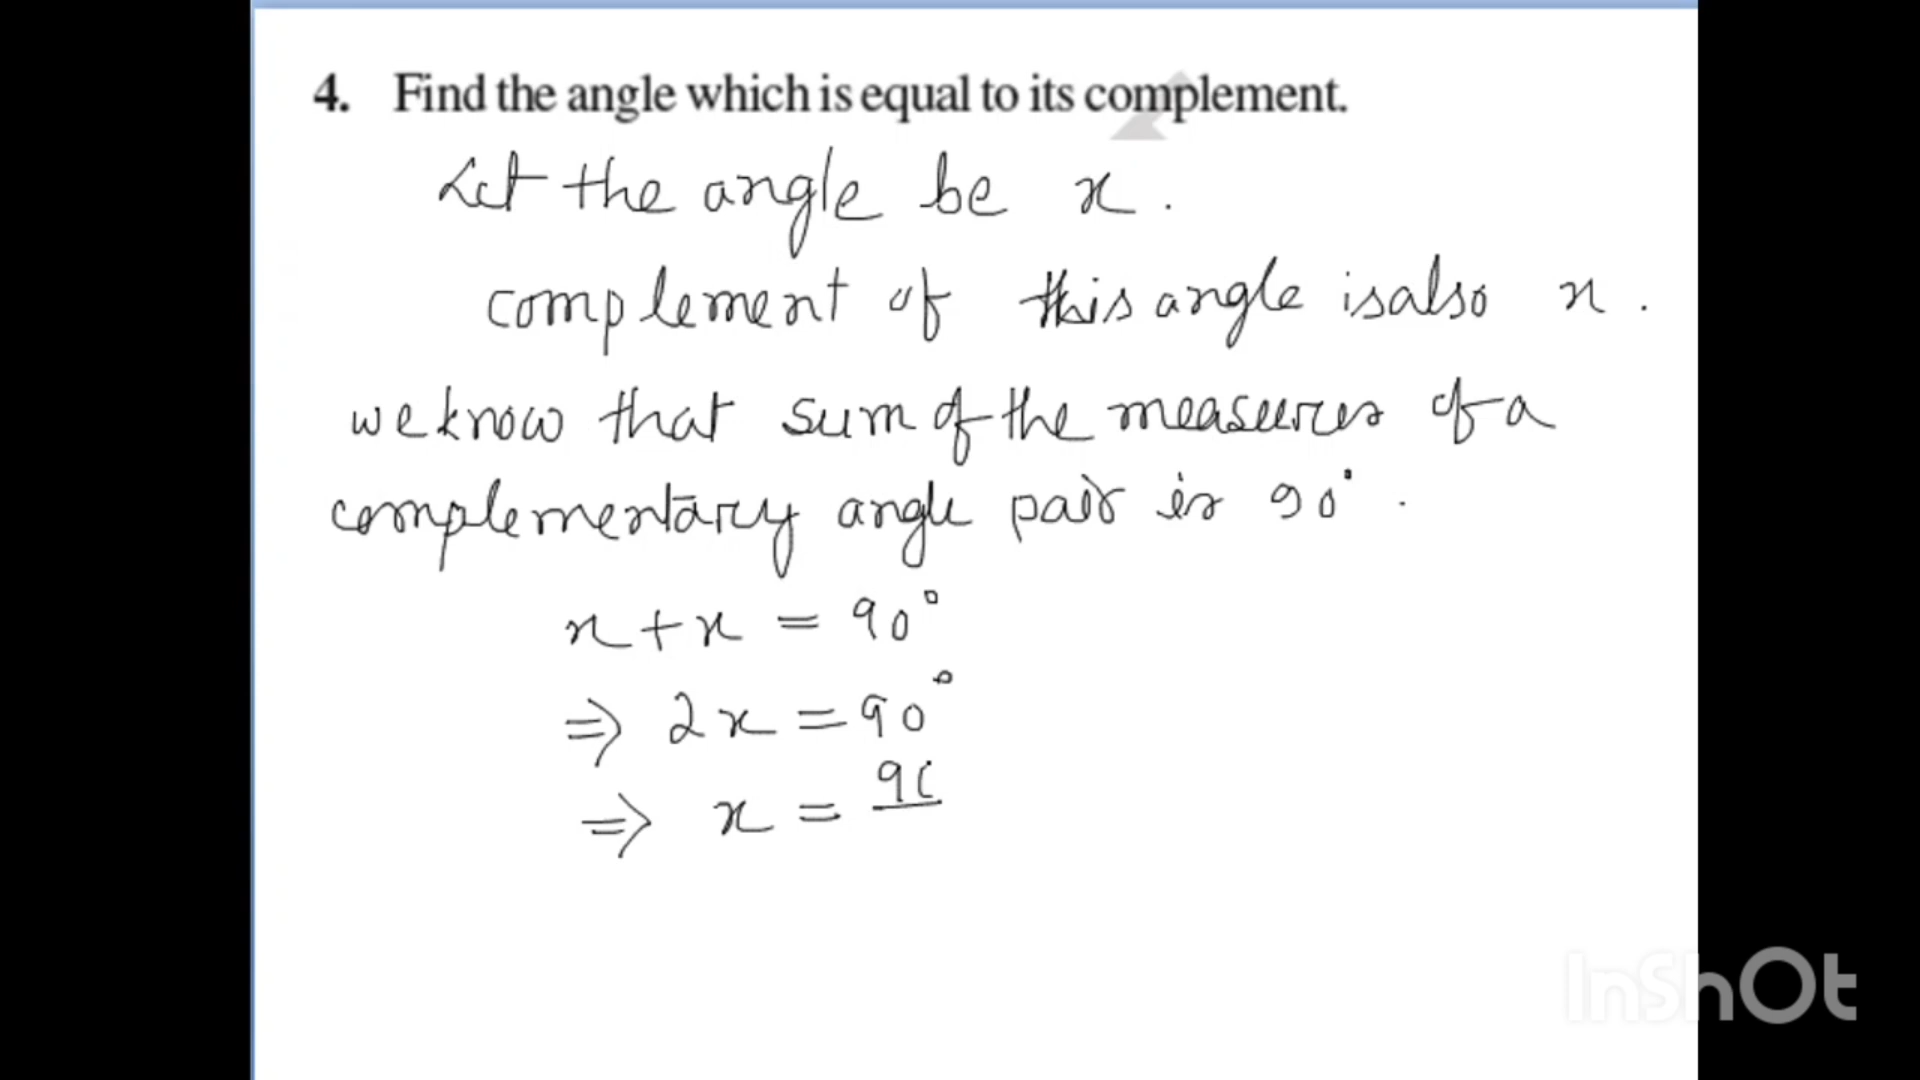 4. Find the angle which is equal to its complement.
Let the angle be x.
complement of this angle is also x.
we know that sum of the measures of a
complementary angle pair is 90°.
x + x = 90°
⇒ 2x = 90°
⇒ x = 90
InShOt